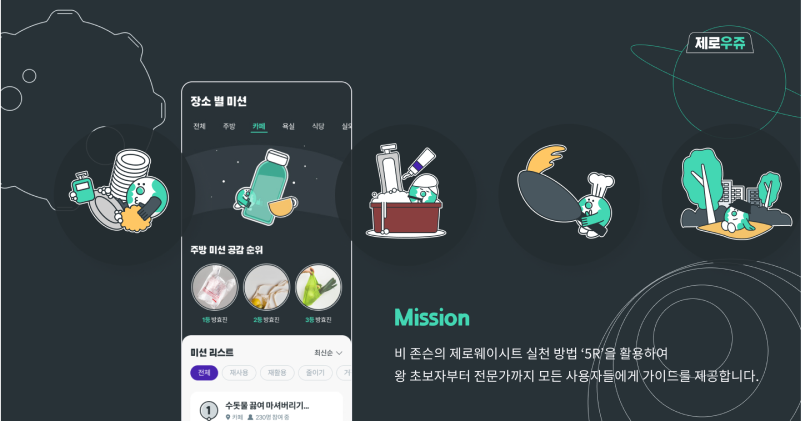 제로우쥬
장소 별 미션
전체 주방 카페 욕실 식당 실외
주방 미션 공감 순위
1등 방효진 2등 방효진 3등 방효진
미션 리스트 최신순
전체 재사용 재활용 줄이기 거
1 수돗물 끓여 마셔버리기...
카페 230명 참여 중
Mission
비 존슨의 제로웨이시트 실천 방법 ‘5R’을 활용하여
왕 초보자부터 전문가까지 모든 사용자들에게 가이드를 제공합니다.